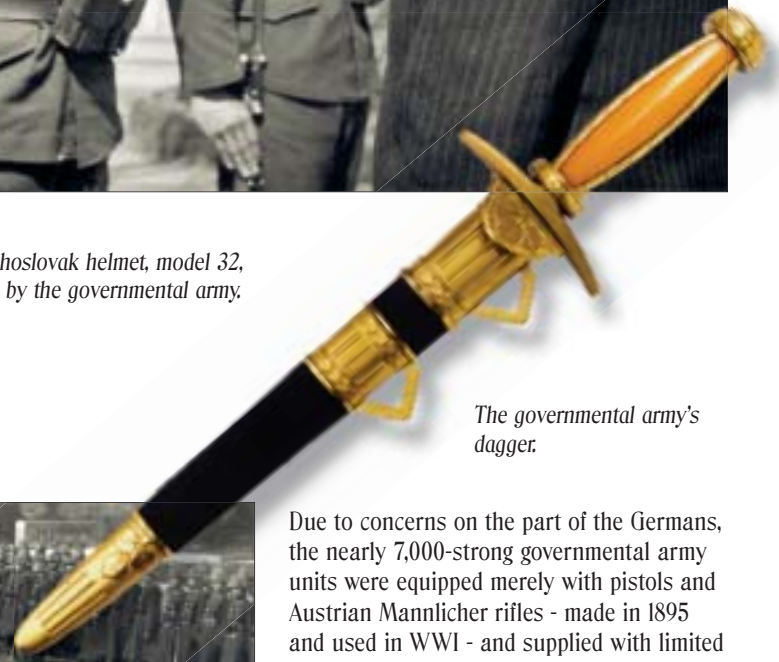 hoslovak helmet, model 32,
by the governmental army.
The governmental army's
dagger.
Due to concerns on the part of the Germans,
the nearly 7,000-strong governmental army
units were equipped merely with pistols and
Austrian Mannlicher rifles - made in 1895
and used in WWI - and supplied with limited